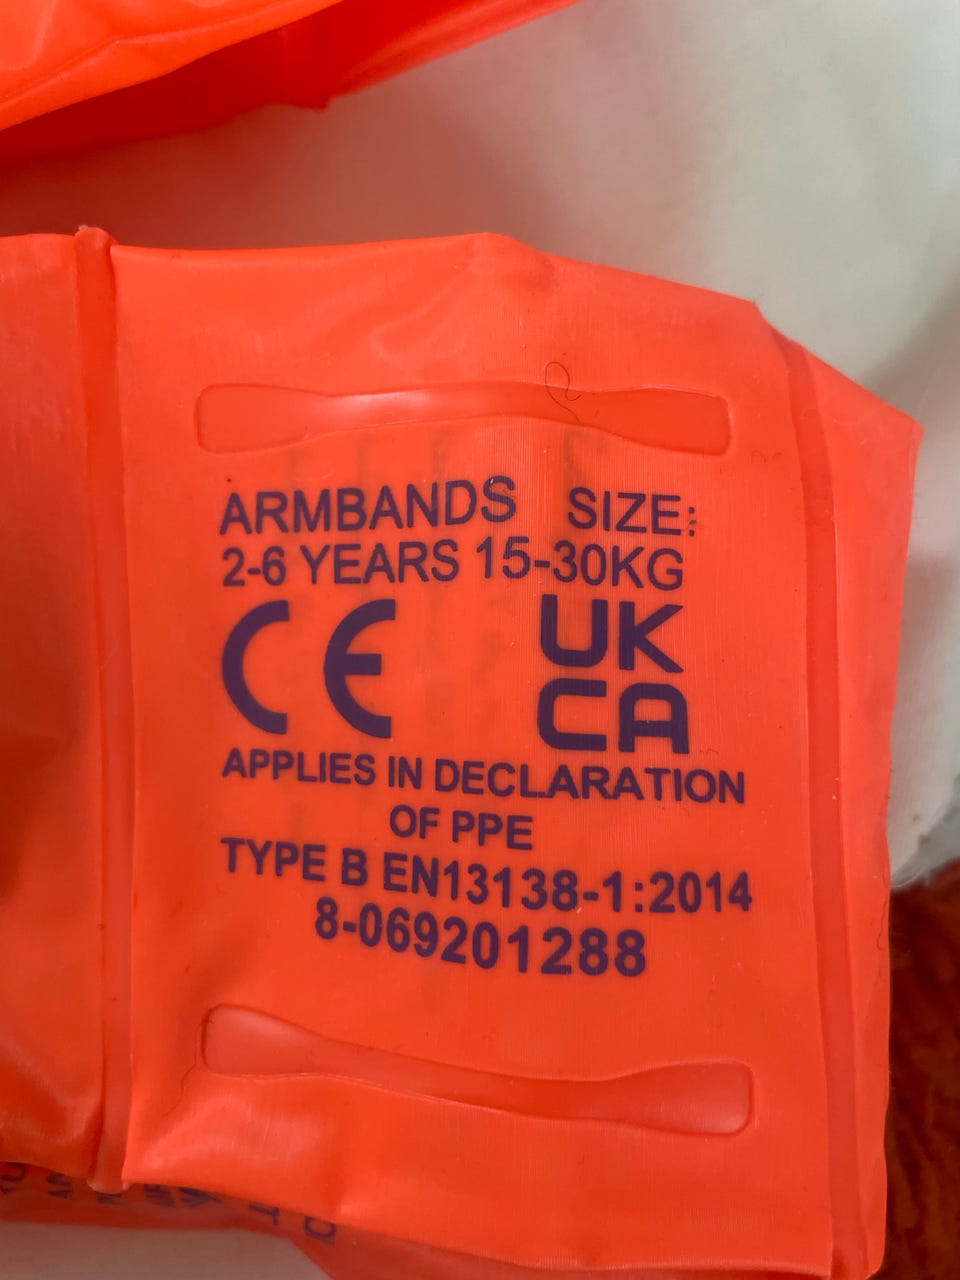 ARMBANDS SIZE:
2-6 YEARS 15-30KG
CE UK
CA
APPLIES IN DECLARATION
OF PPE
TYPE B EN13138-1:2014
8-069201288